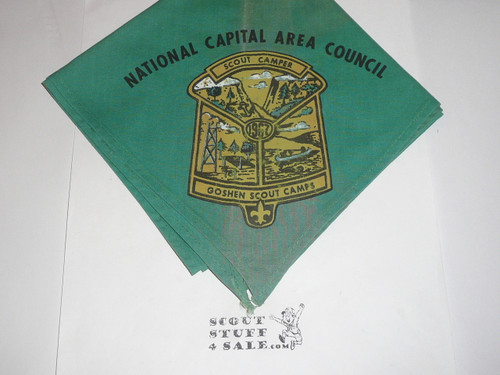 NATIONAL CAPITAL AREA COUNCIL
SCOUT CAMPER
1967
GOSHEN SCOUT CAMPS
SCOUT
STUFF
4 SALE.com